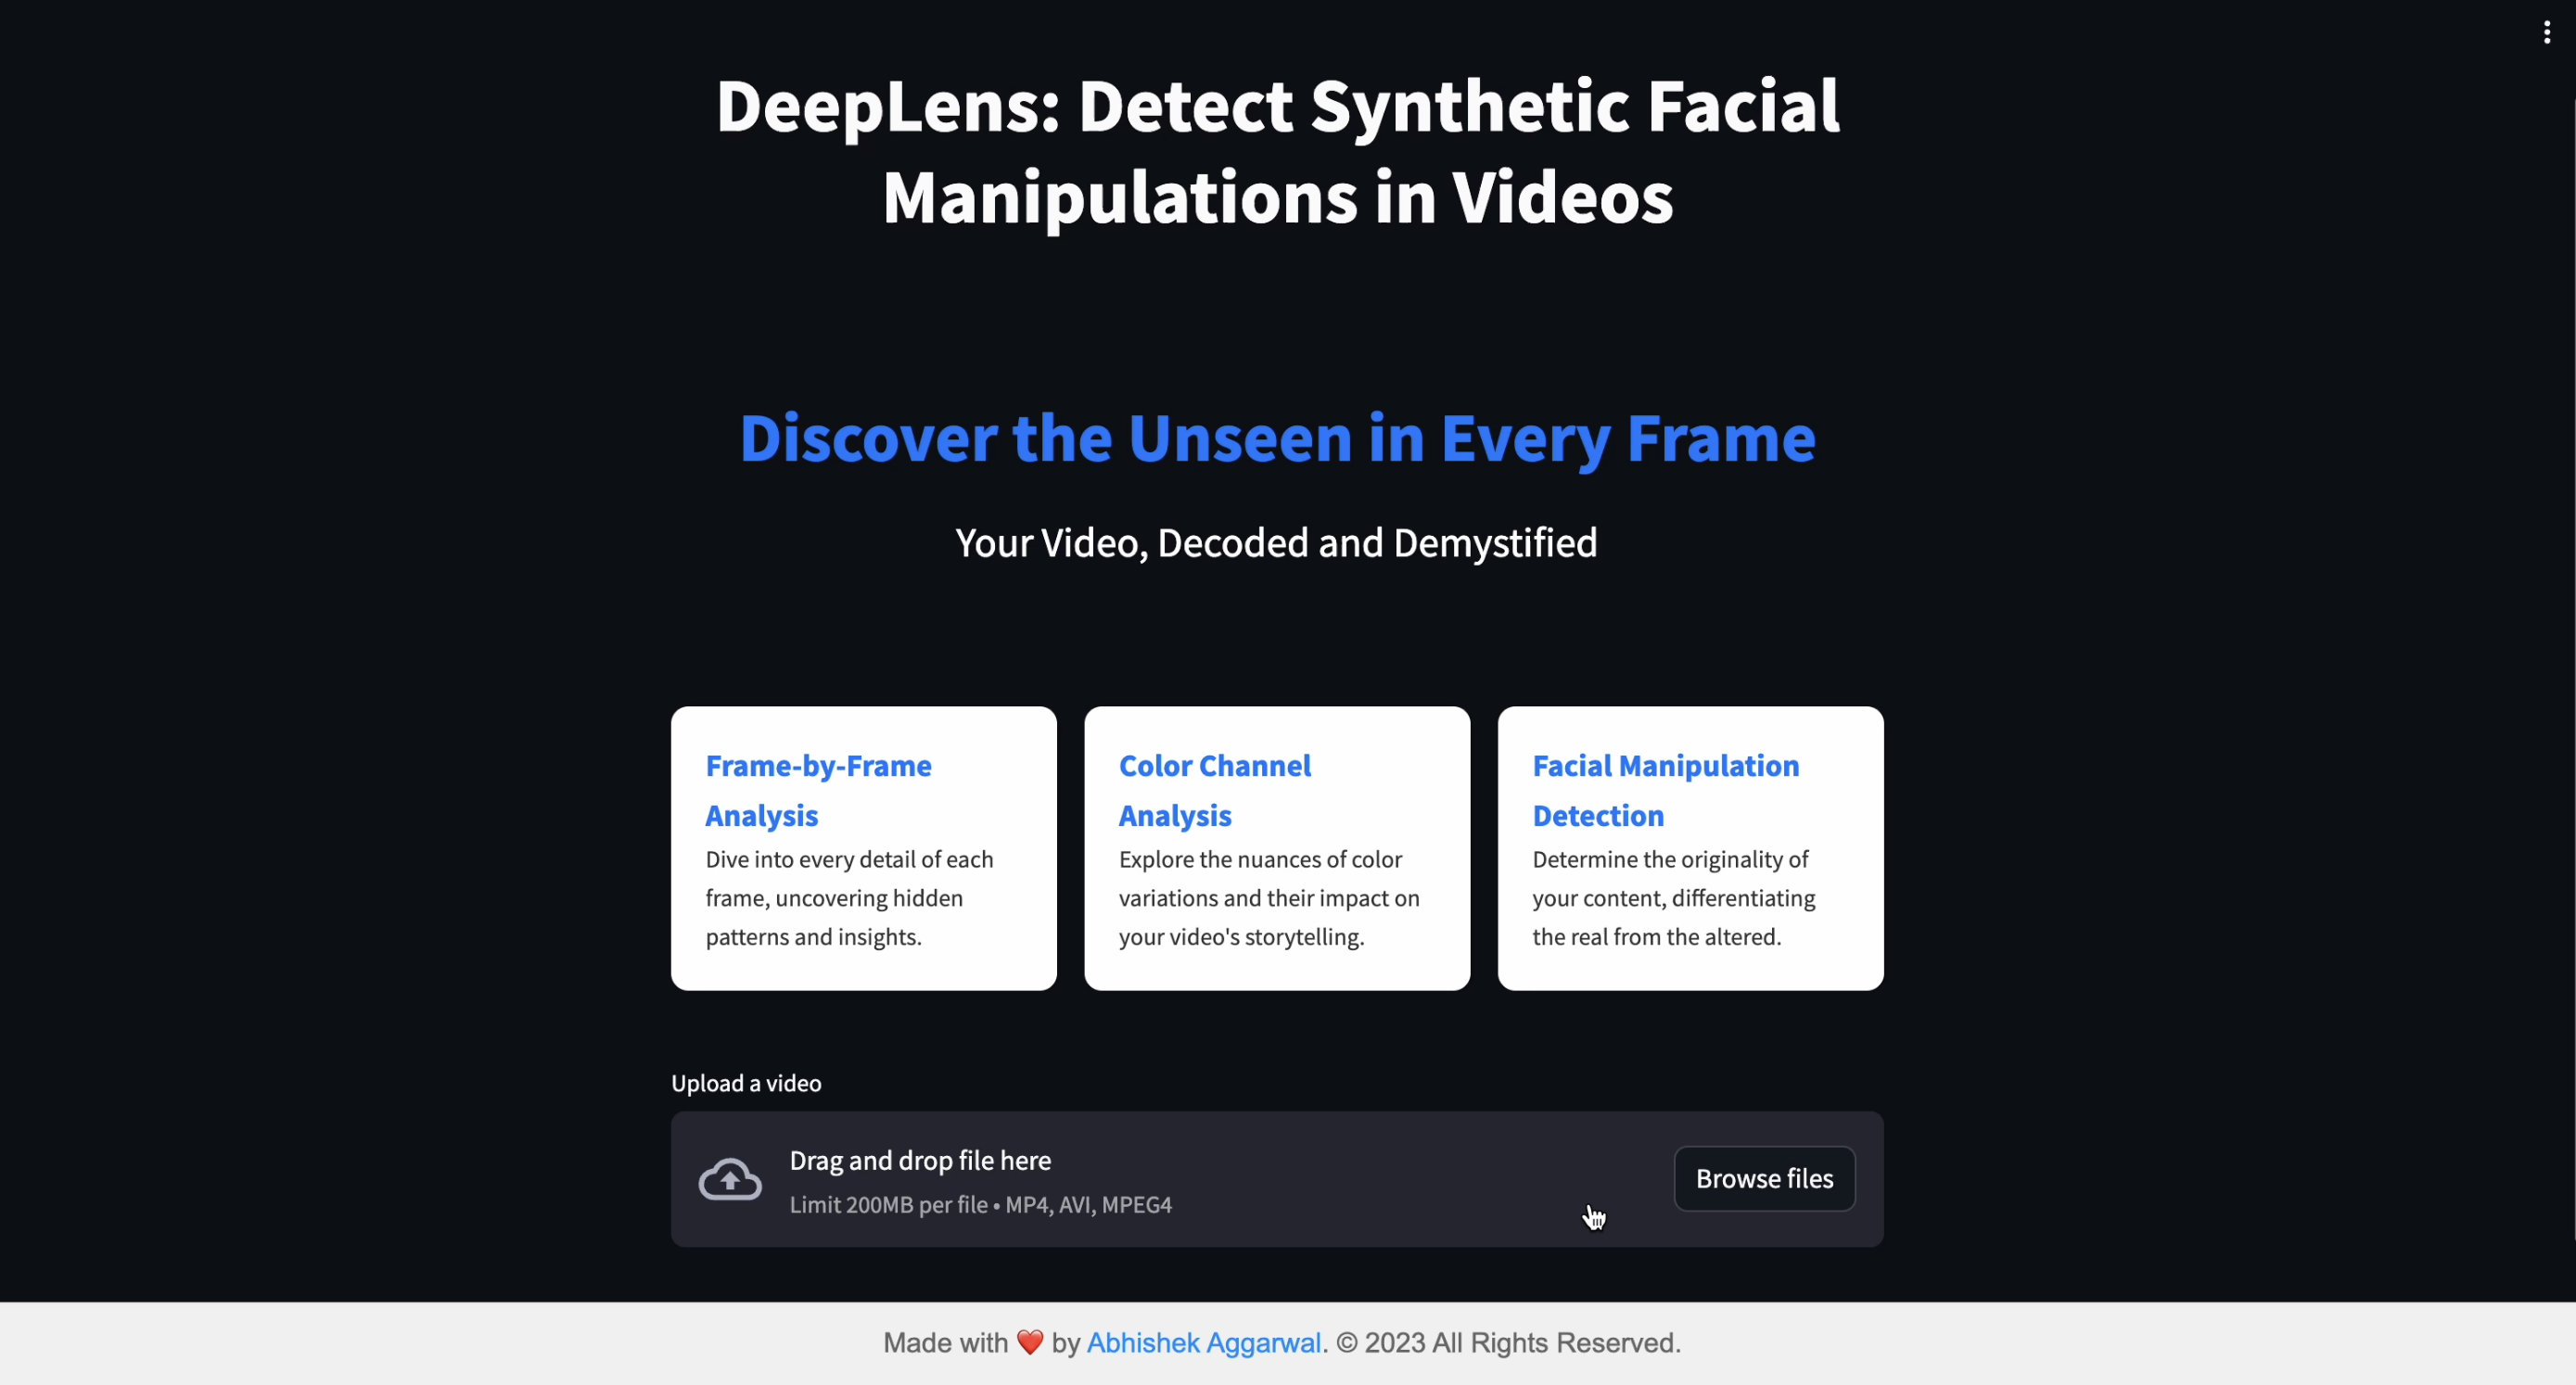 DeepLens: Detect Synthetic Facial
Manipulations in Videos
Discover the Unseen in Every Frame
Your Video, Decoded and Demystified
Frame-by-Frame
Analysis
Dive into every detail of each
frame, uncovering hidden
patterns and insights.
Color Channel
Analysis
Explore the nuances of color
variations and their impact on
your video's storytelling.
Facial Manipulation
Detection
Determine the originality of
your content, differentiating
the real from the altered.
Upload a video
Drag and drop file here
Limit 200MB per file • MP4, AVI, MPEG4
Browse files
Made with ❤️ by Abhishek Aggarwal. © 2023 All Rights Reserved.